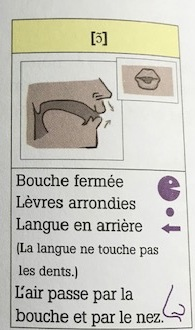 [ɔ̃]
Bouche fermée
Lèvres arrondies
Langue en arrière
(La langue ne touche pas
les dents.)
L'air passe par la
bouche et par le nez.